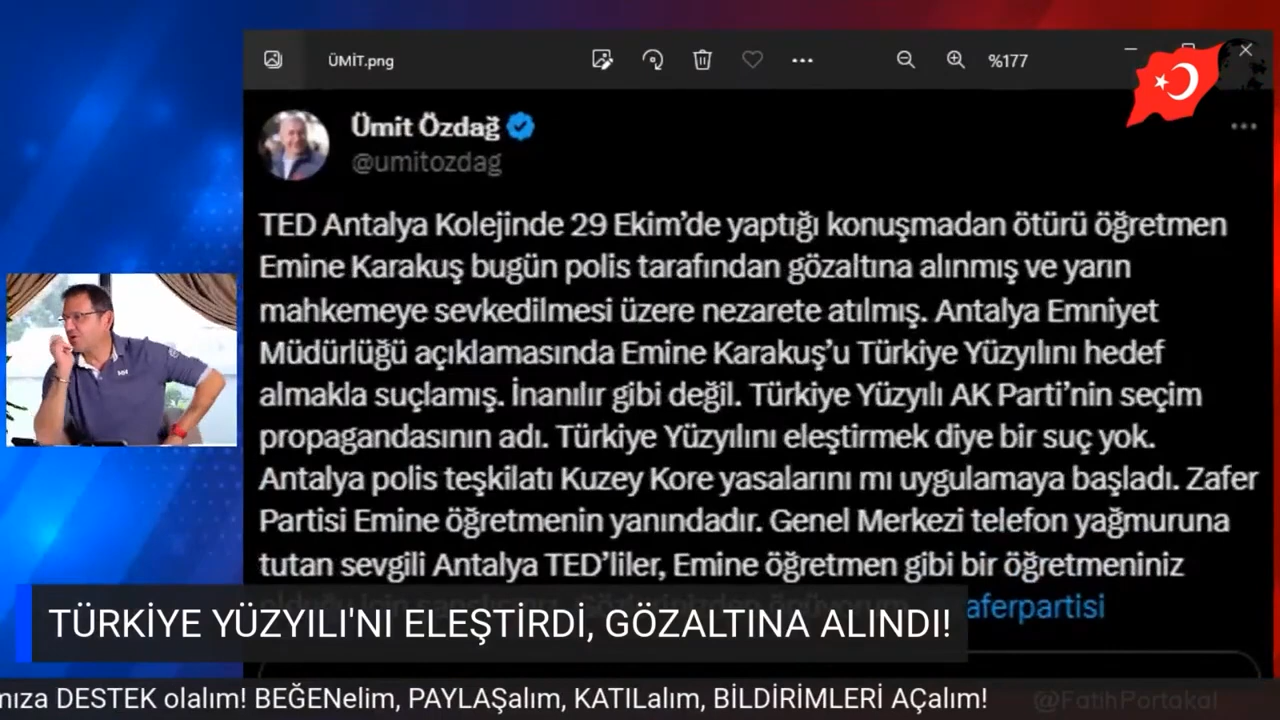 ÜMİT.png
%177
Ümit Özdağ
@umitozdag
TED Antalya Kolejinde 29 Ekim’de yaptığı konuşmadan ötürü öğretmen
Emine Karakuş bugün polis tarafından gözaltına alınmış ve yarın
mahkemeye sevkedilmesi üzere nezarete atılmış. Antalya Emniyet
Müdürlüğü açıklamasında Emine Karakuş’u Türkiye Yüzyılını hedef
almakla suçlamış. İnanılır gibi değil. Türkiye Yüzyılı AK Parti’nin seçim
propagandasının adı. Türkiye Yüzyılını eleştirmek diye bir suç yok.
Antalya polis teşkilatı Kuzey Kore yasalarını mı uygulamaya başladı. Zafer
Partisi Emine öğretmenin yanındadır. Genel Merkezi telefon yağmuruna
tutan sevgili Antalya TED’liler, Emine öğretmen gibi bir öğretmeniniz
aferpartisi
TÜRKİYE YÜZYILI'NI ELEŞTİRDİ, GÖZALTINA ALINDI!
mıza DESTEK olalım! BEĞENelim, PAYLAŞalım, KATILalım, BİLDİRİMLERİ AÇalım!
@FatihPortakal